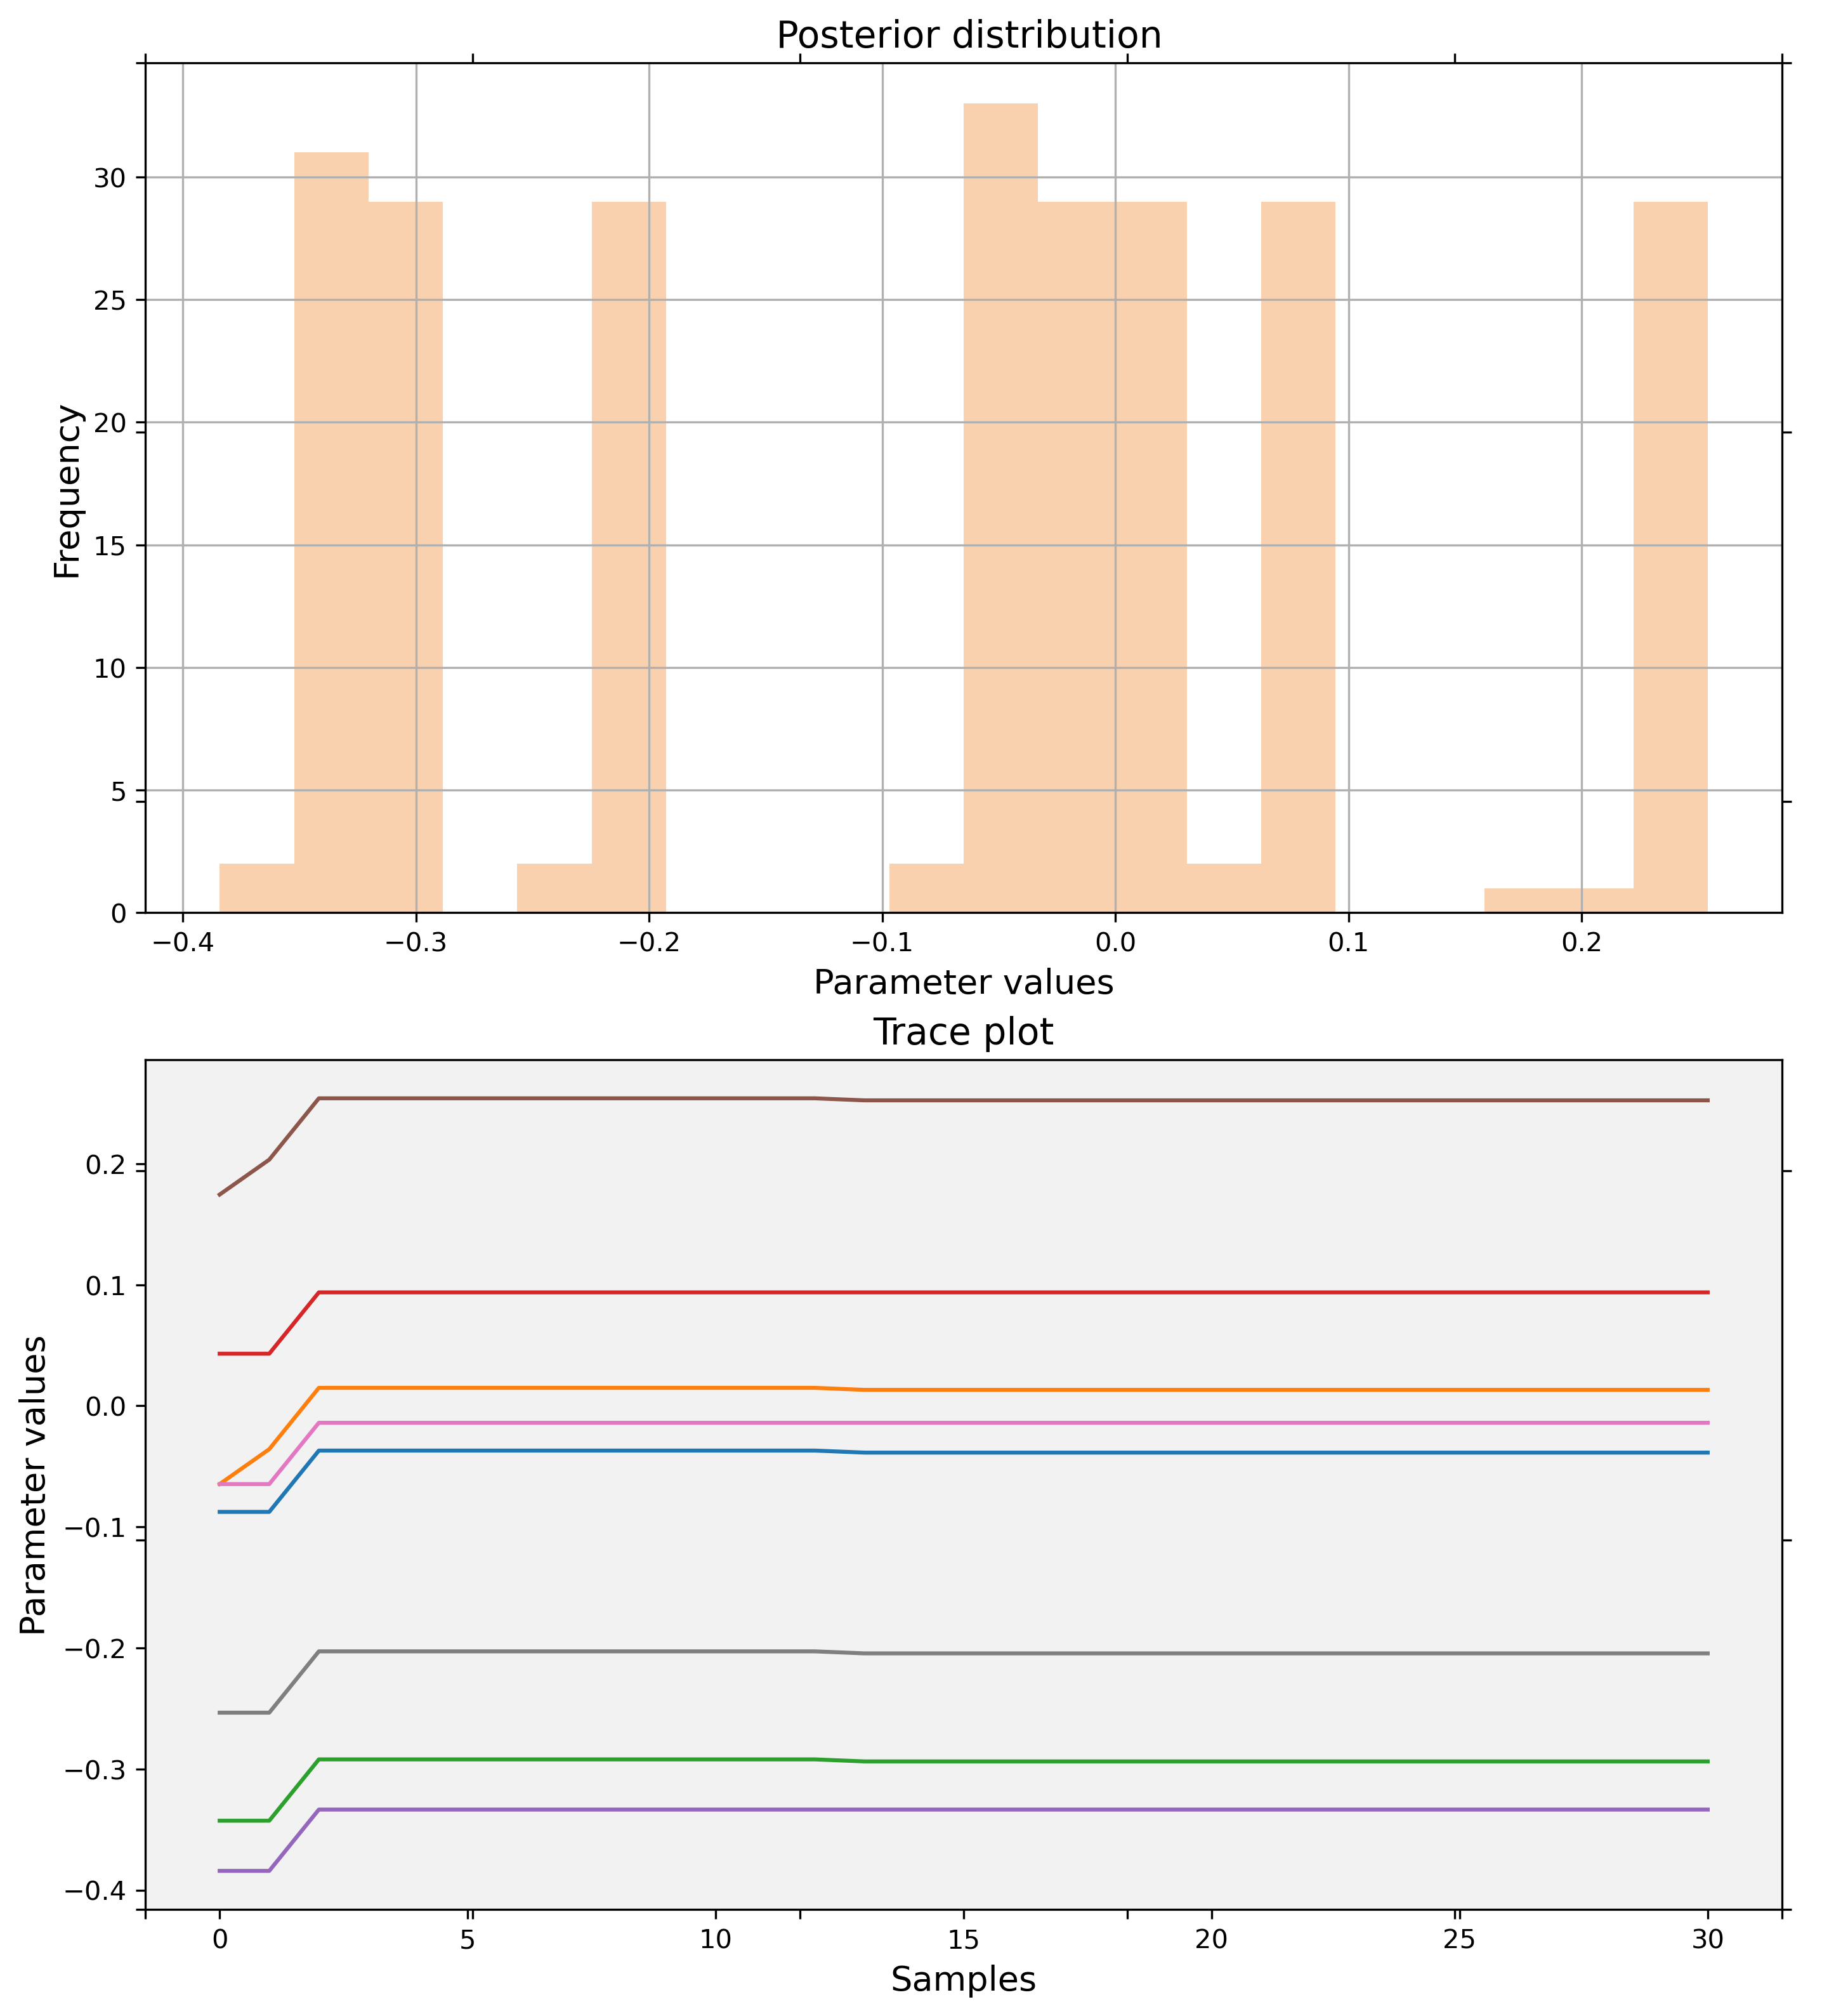 Posterior distribution
Frequency
30
25
20
15
10
5
0
−0.4 −0.3 −0.2 −0.1 0.0 0.1 0.2
Parameter values
Trace plot
Parameter values
0.2
0.1
0.0
−0.1
−0.2
−0.3
−0.4
0 5 10 15 20 25 30
Samples